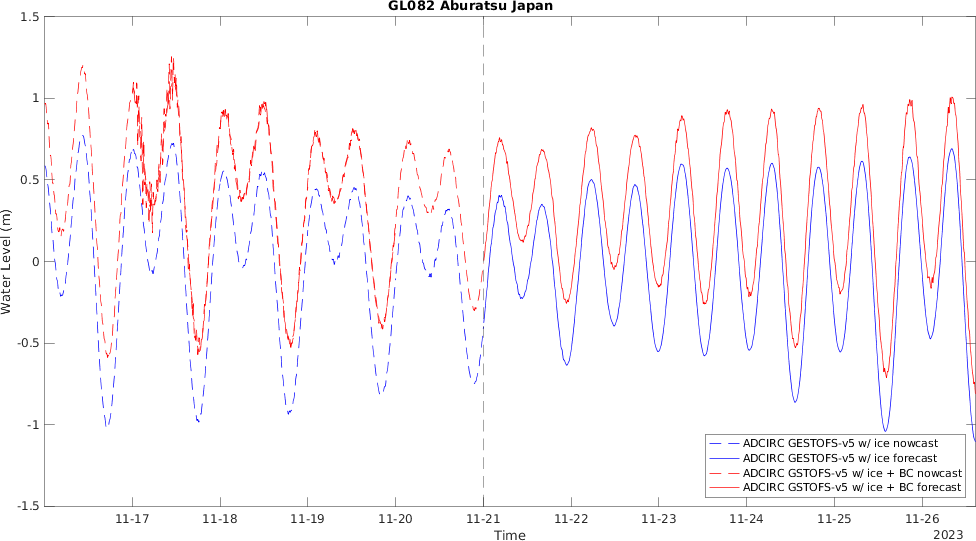 GL082 Aburatsu Japan
1.5
1
0.5
0
-0.5
-1
-1.5
Water Level (m)
ADCIRC GESTOFS-v5 w/ ice nowcast
ADCIRC GESTOFS-v5 w/ ice forecast
ADCIRC GSTOFS-v5 w/ ice + BC nowcast
ADCIRC GSTOFS-v5 w/ ice + BC forecast
11-17 11-18 11-19 11-20 11-21 11-22 11-23 11-24 11-25 11-26
Time
2023